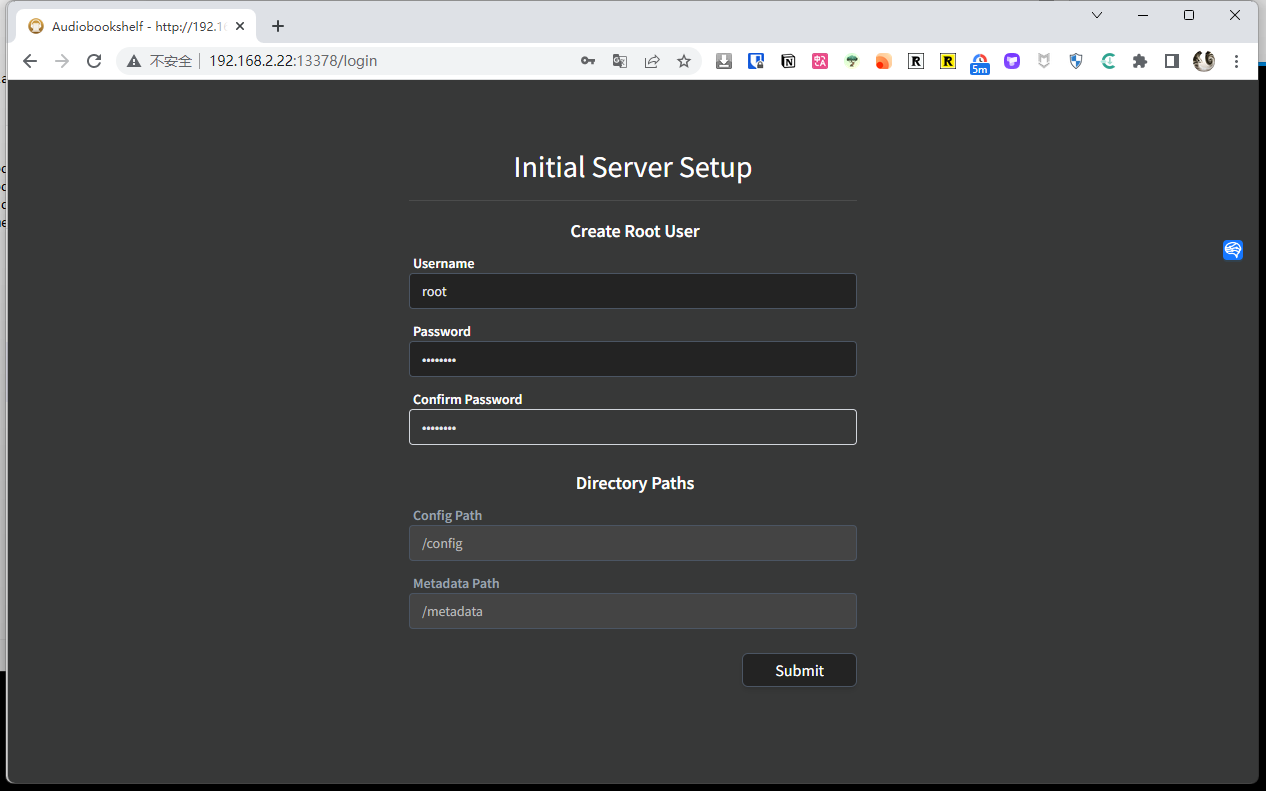 Audiobookshelf - http://192.1
不安全 192.168.2.22:13378/login
5m
Initial Server Setup
Create Root User
Username
root
Password
••••••••
Confirm Password
••••••••
Directory Paths
Config Path
/config
Metadata Path
/metadata
Submit